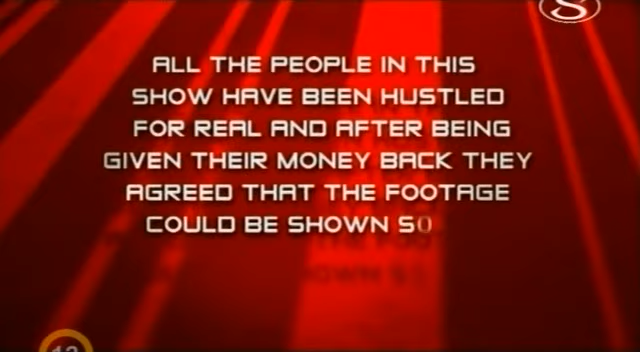 S
ALL THE PEOPLE IN THIS
SHOW HAVE BEEN HUSTLED
FOR REAL AND AFTER BEING
GIVEN THEIR MONEY BACK THEY
AGREED THAT THE FOOTAGE
COULD BE SHOWN SO
12